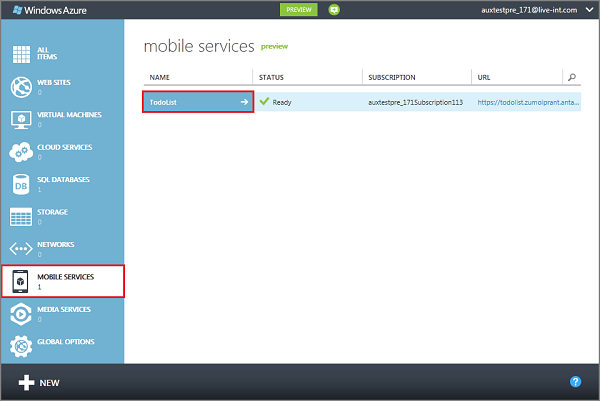 Windows Azure
PREVIEW
auxtestpre_171@live-int.com
ALL
ITEMS
WEB SITES
0
VIRTUAL MACHINES
0
CLOUD SERVICES
0
SQL DATABASES
1
DB
STORAGE
0
NETWORKS
0
MOBILE SERVICES
1
MEDIA SERVICES
0
GLOBAL OPTIONS
mobile services preview
NAME STATUS SUBSCRIPTION URL
TodoList Ready auxtestpre_171Subscription113 https://todolist.zumoiprant.anta...
NEW
?